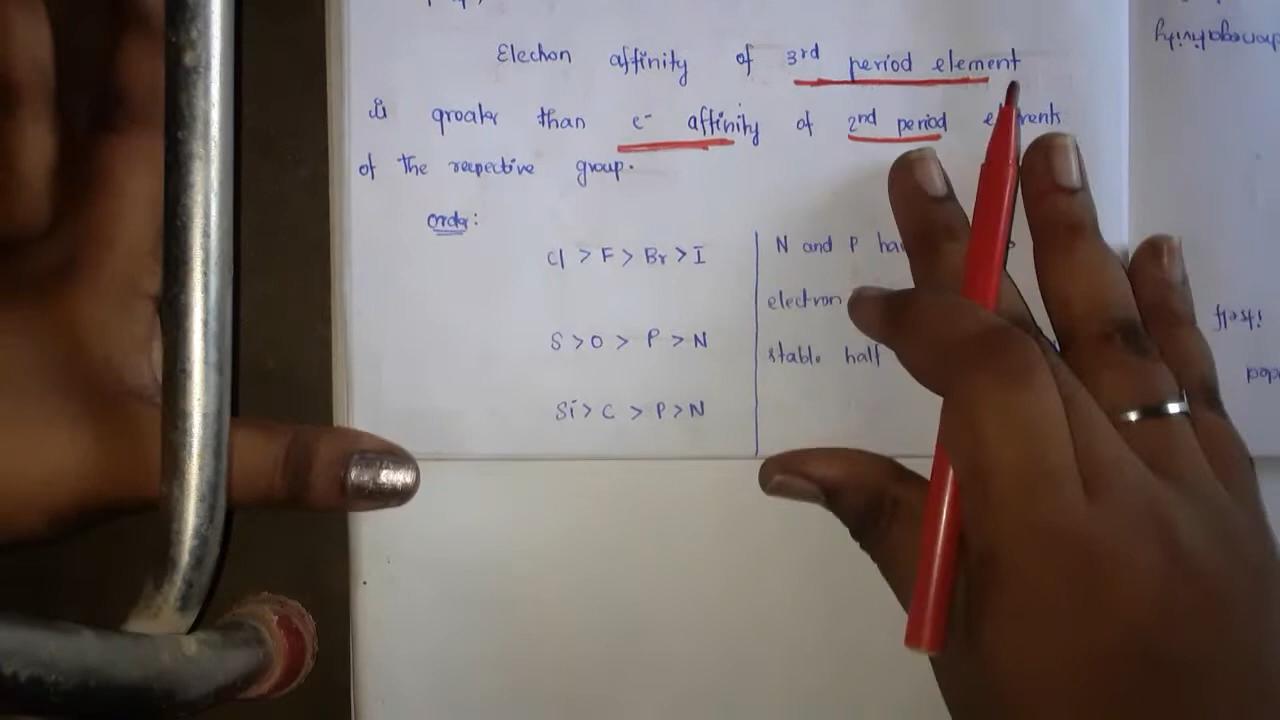 Electron affinity of 3rd period element
is greater than e⁻ affinity of 2nd period
of the respective group.
Order:
Cl > F > Br > I
S > O > P > N
Si > C > P > N
N and P
electron
stable half
itself